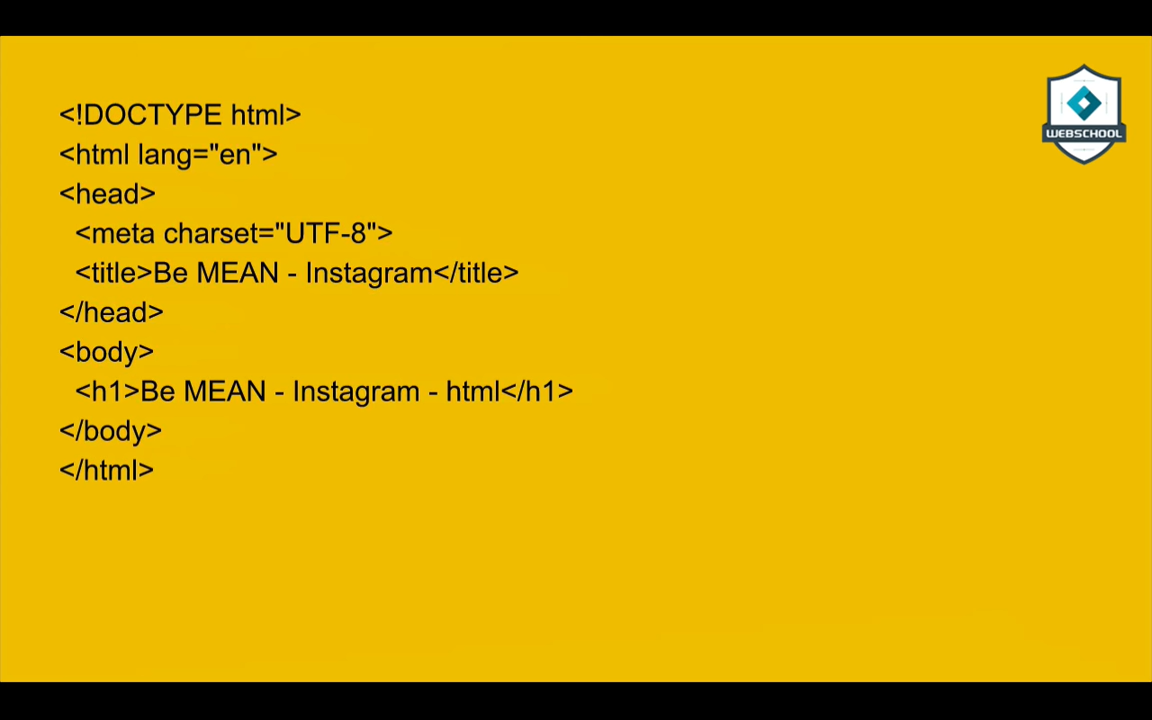 <!DOCTYPE html>
<html lang="en">
<head>
  <meta charset="UTF-8">
  <title>Be MEAN - Instagram</title>
</head>
<body>
  <h1>Be MEAN - Instagram - html</h1>
</body>
</html>
WEBSCHOOL